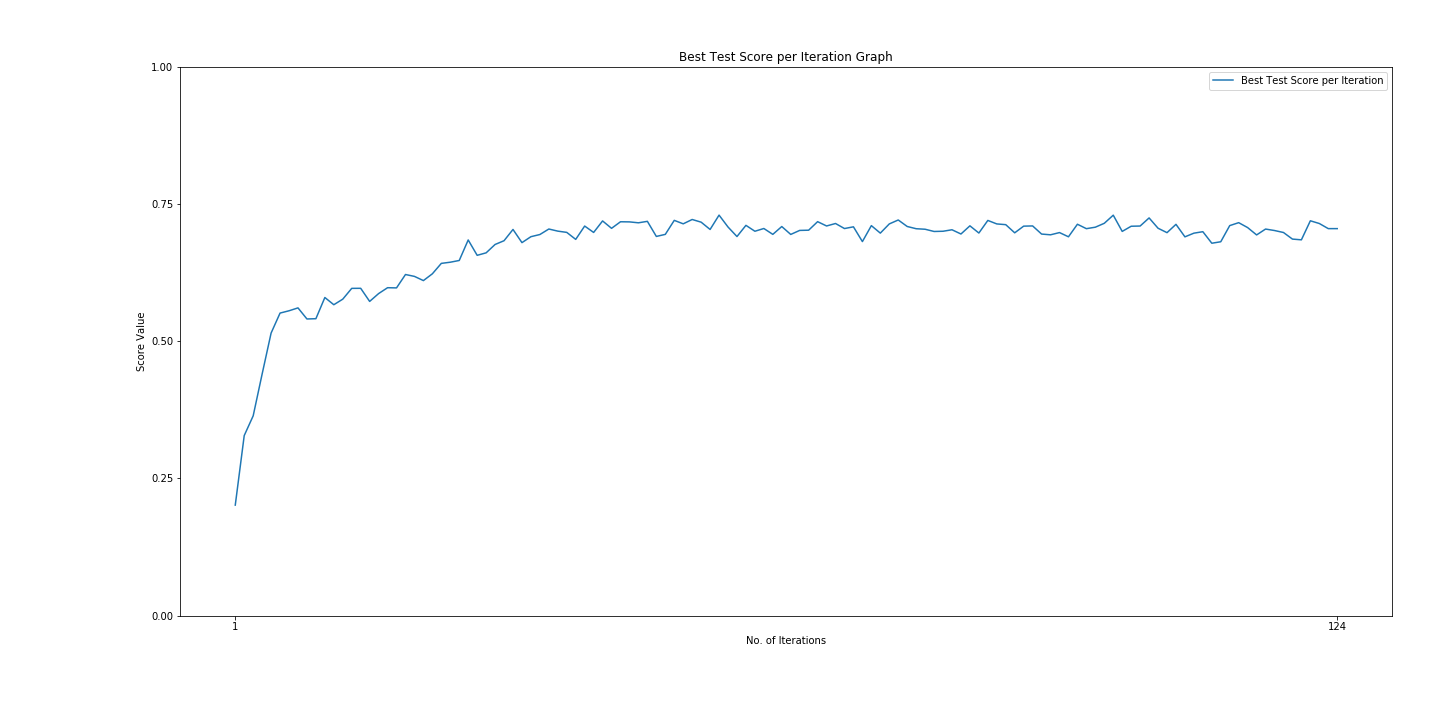 Best Test Score per Iteration Graph
1.00
Best Test Score per Iteration
0.75
0.50
Score Value
0.25
0.00
1
124
No. of Iterations